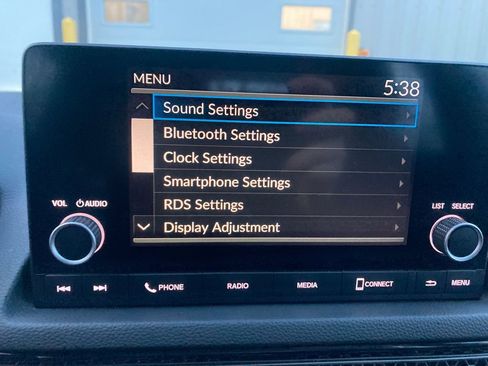 MENU 5:38
Sound Settings
Bluetooth Settings
Clock Settings
Smartphone Settings
RDS Settings
Display Adjustment
VOL AUDIO
LIST SELECT
PHONE RADIO MEDIA CONNECT MENU